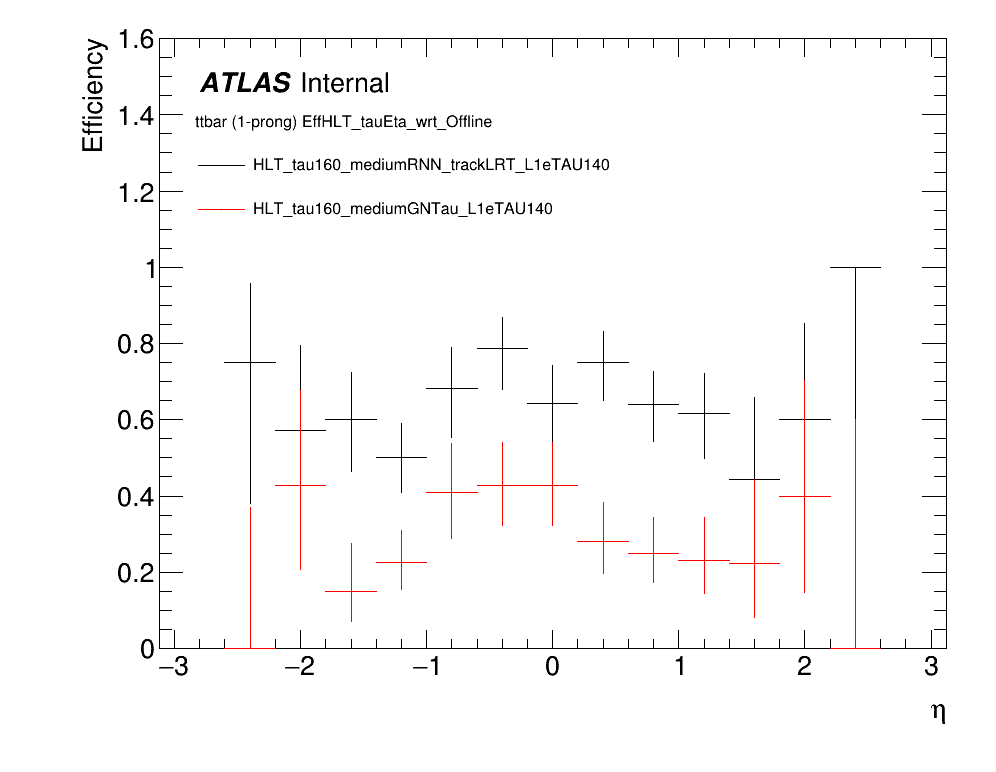 Efficiency
1.6
1.4
1.2
1
0.8
0.6
0.4
0.2
0
ATLAS Internal
ttbar (1-prong) EffHLT_tauEta_wrt_Offline
HLT_tau160_mediumRNN_trackLRT_L1eTAU140
HLT_tau160_mediumGNTau_L1eTAU140
−3 −2 −1 0 1 2 3
η